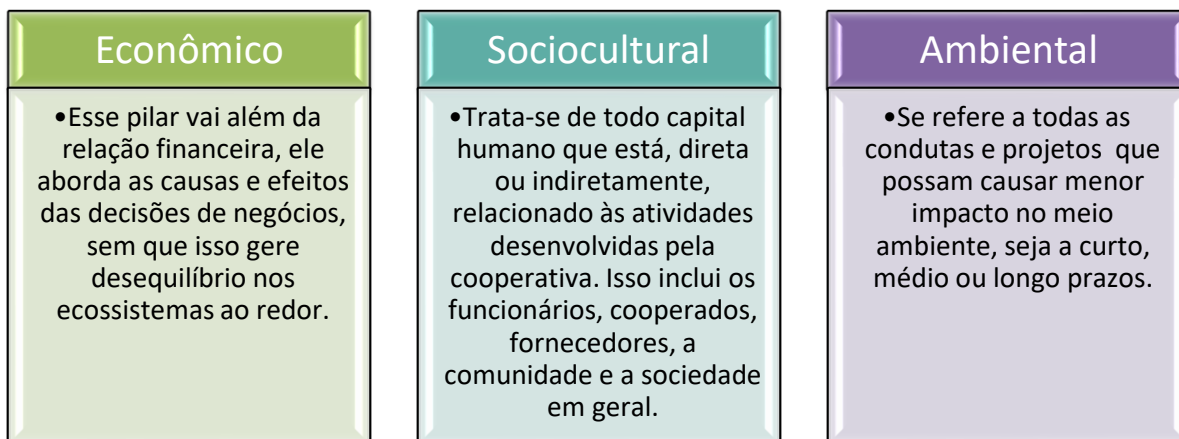 Econômico
•Esse pilar vai além da
relação financeira, ele
aborda as causas e efeitos
das decisões de negócios,
sem que isso gere
desequilíbrio nos
ecossistemas ao redor.
Sociocultural
•Trata-se de todo capital
humano que está, direta
ou indiretamente,
relacionado às atividades
desenvolvidas pela
cooperativa. Isso inclui os
funcionários, cooperados,
fornecedores, a
comunidade e a sociedade
em geral.
Ambiental
•Se refere a todas as
condutas e projetos  que
possam causar menor
impacto no meio
ambiente, seja a curto,
médio ou longo prazos.